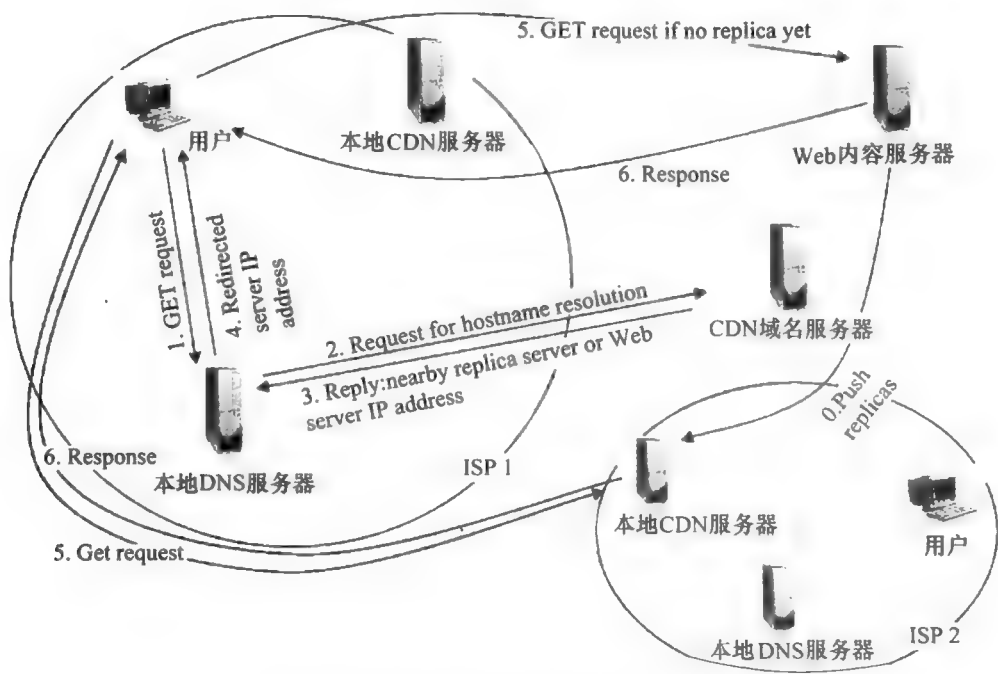 5. GET request if no replica yet
用户
本地CDN服务器
Web内容服务器
6. Response
1. GET request
4. Redirected
server IP
address
2. Request for hostname resolution
CDN域名服务器
3. Reply:nearby replica server or Web
server IP address
0.Push
replicas
6. Response
本地DNS服务器
ISP 1
本地CDN服务器
用户
5. Get request
本地DNS服务器
ISP 2